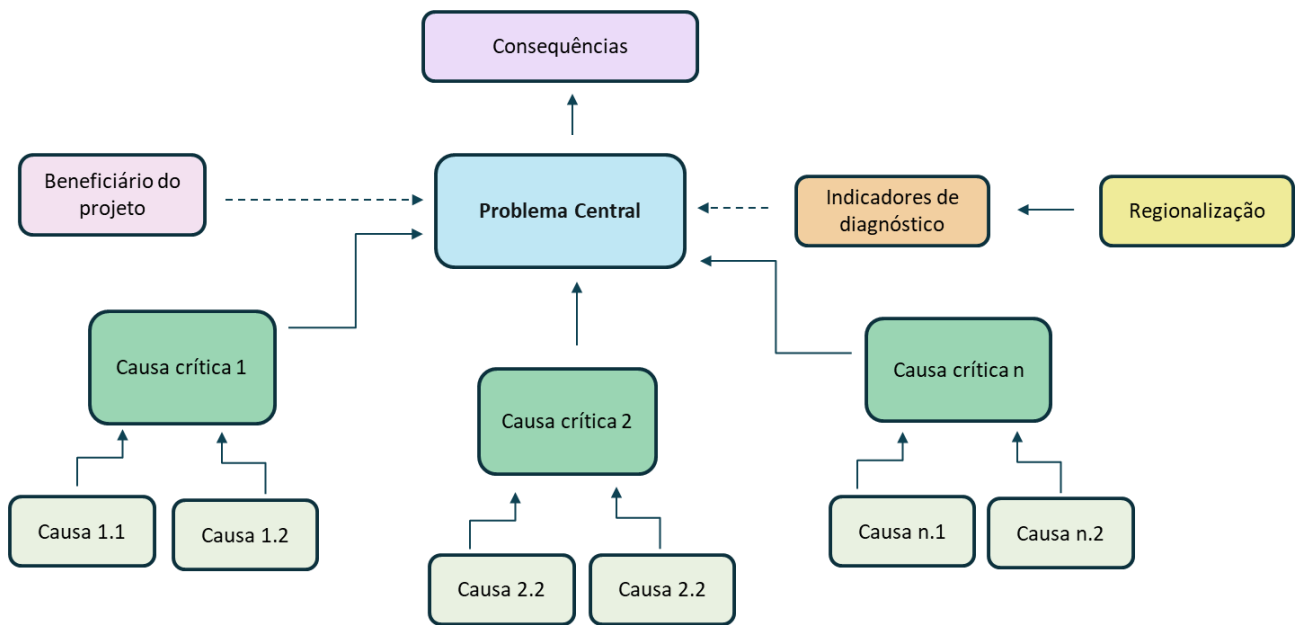 Consequências
Beneficiário do
projeto
Problema Central
Indicadores de
diagnóstico
Regionalização
Causa crítica 1
Causa crítica 2
Causa crítica n
Causa 1.1
Causa 1.2
Causa 2.2
Causa 2.2
Causa n.1
Causa n.2